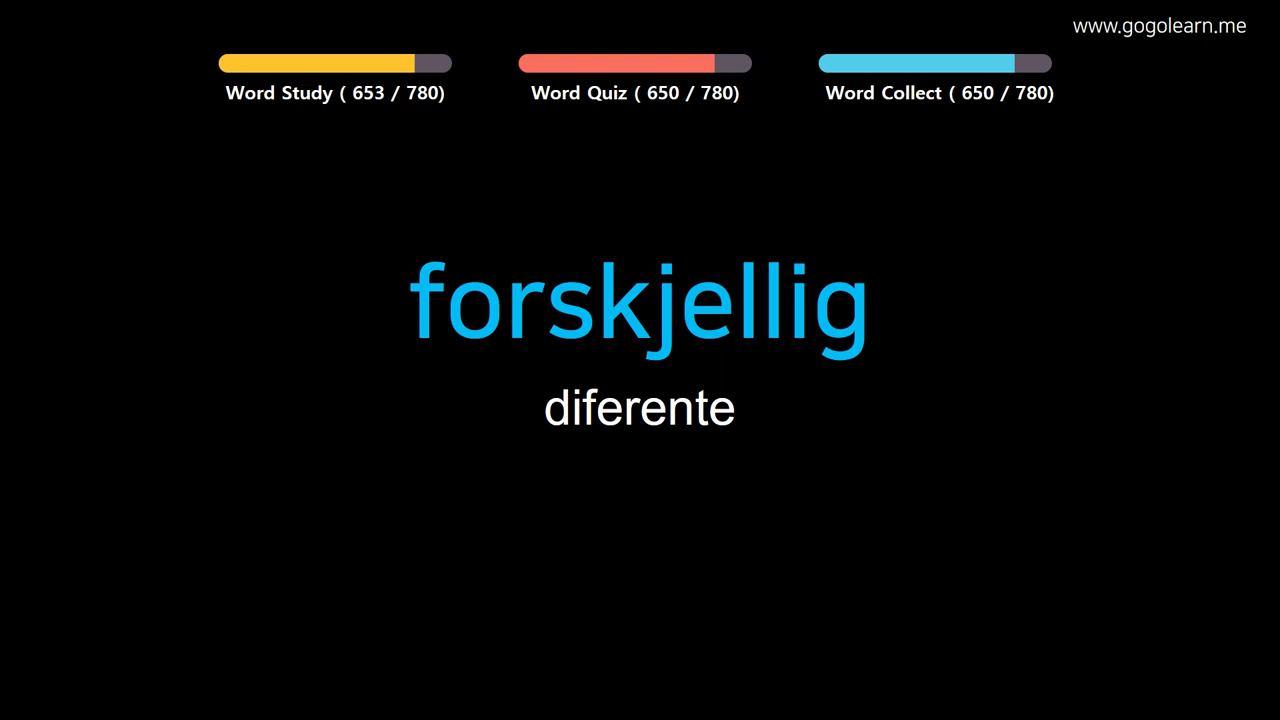 www.gogolearn.me
Word Study ( 653 / 780)
Word Quiz ( 650 / 780)
Word Collect ( 650 / 780)
forskjellig
diferente